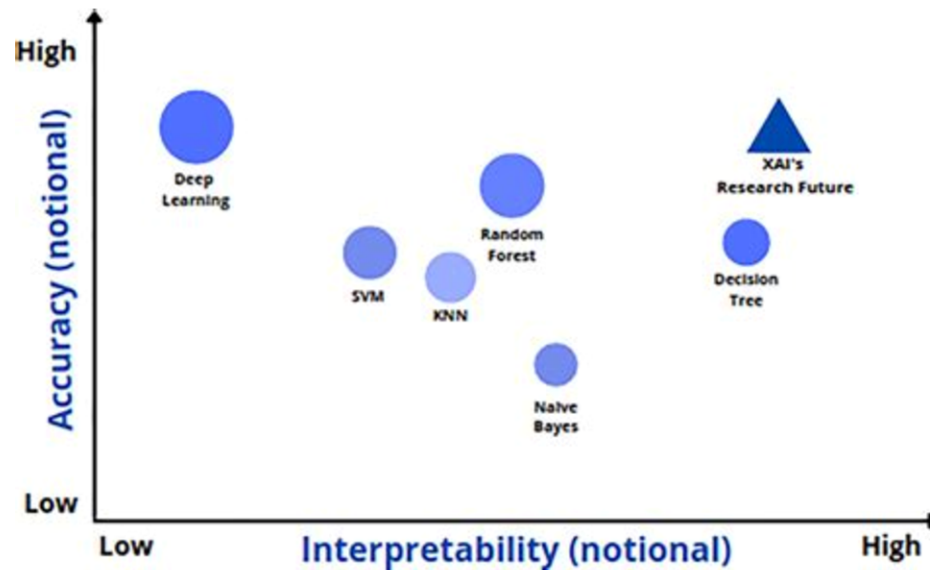 High
Accuracy (notional)
Deep
Learning
XAI's
Research Future
Random
Forest
SVM
KNN
Decision
Tree
Naive
Bayes
Low
Low
Interpretability (notional)
High